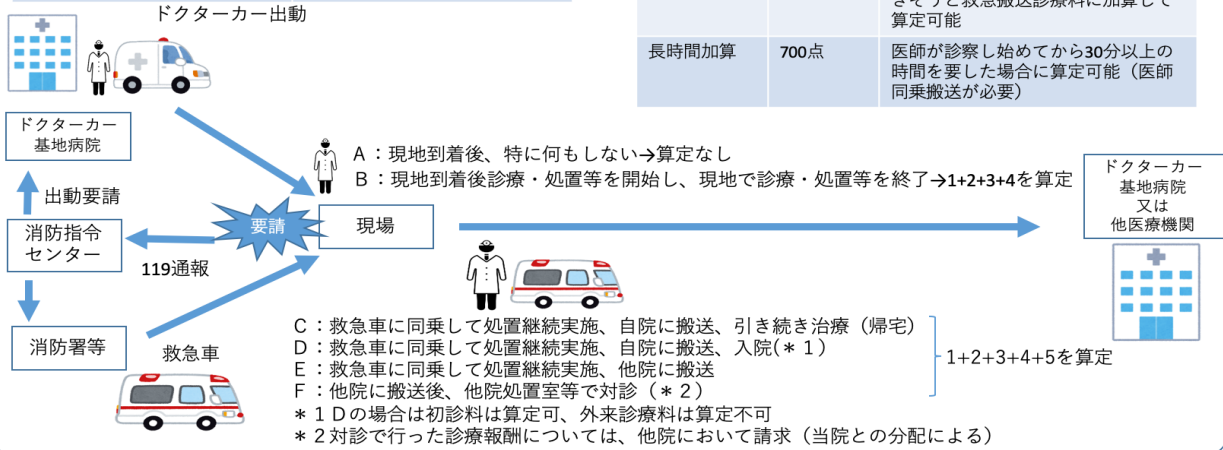 ドクターカー出動
きそうと救急搬送診療料に加算して
算定可能
長時間加算
700点
医師が診察し始めてから30分以上の
時間を要した場合に算定可能（医師
同乗搬送が必要）
ドクターカー
基地病院
A：現地到着後、特に何もしない→算定なし
B：現地到着後診療・処置等を開始し、現地で診療・処置等を終了→1+2+3+4を算定
ドクターカー
基地病院
又は
他医療機関
出動要請
消防指令
センター
要請
現場
119通報
消防署等
救急車
C：救急車に同乗して処置継続実施、自院に搬送、引き続き治療（帰宅）
D：救急車に同乗して処置継続実施、自院に搬送、入院(＊1)
E：救急車に同乗して処置継続実施、他院に搬送
F：他院に搬送後、他院処置室等で対診（＊2）
1+2+3+4+5を算定
＊1Dの場合は初診料は算定可、外来診療料は算定不可
＊2対診で行った診療報酬については、他院において請求（当院との分配による）